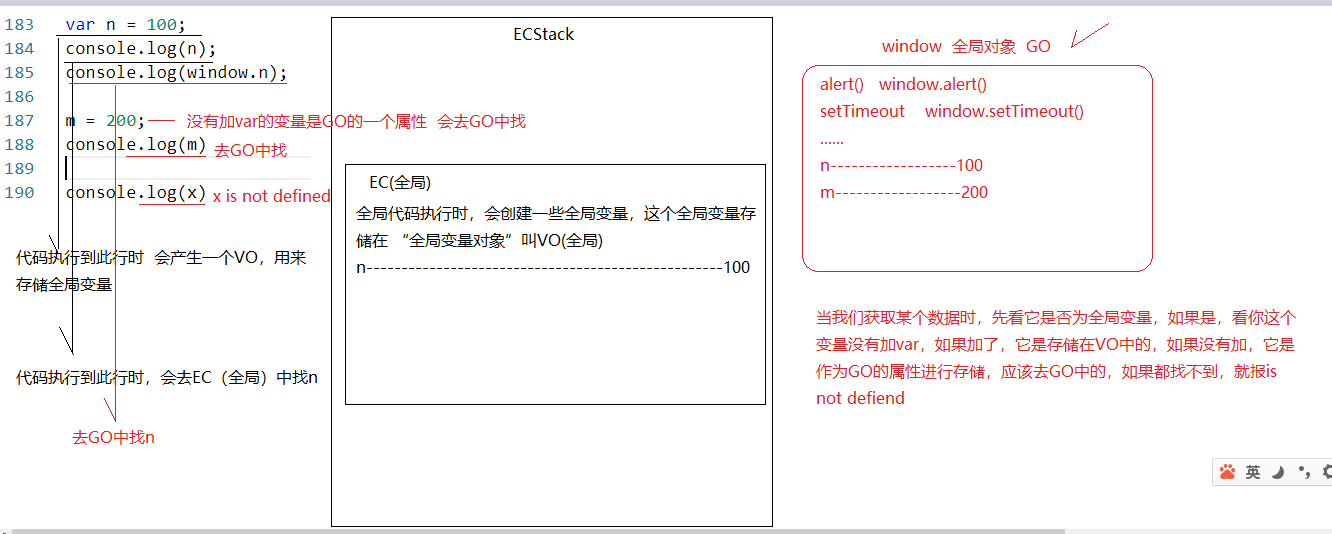 183 var n = 100;
184 console.log(n);
185 console.log(window.n);
186
187 m = 200; 没有加var的变量是GO的一个属性 会去GO中找
188 console.log(m) 去GO中找
189
190 console.log(x) x is not defined
代码执行到此行时 会产生一个VO，用来
存储全局变量
代码执行到此行时，会去EC（全局）中找n
去GO中找n
ECStack
EC(全局)
全局代码执行时，会创建一些全局变量，这个全局变量存
储在 “全局变量对象”叫VO(全局)
n---------------------------------------------------100
window 全局对象 GO
alert() window.alert()
setTimeout window.setTimeout()
......
n------------------100
m------------------200
当我们获取某个数据时，先看它是否为全局变量，如果是，看你这个
变量没有加var，如果加了，它是存储在VO中的，如果没有加，它是
作为GO的属性进行存储，应该去GO中的，如果都找不到，就报is
not defiend
英